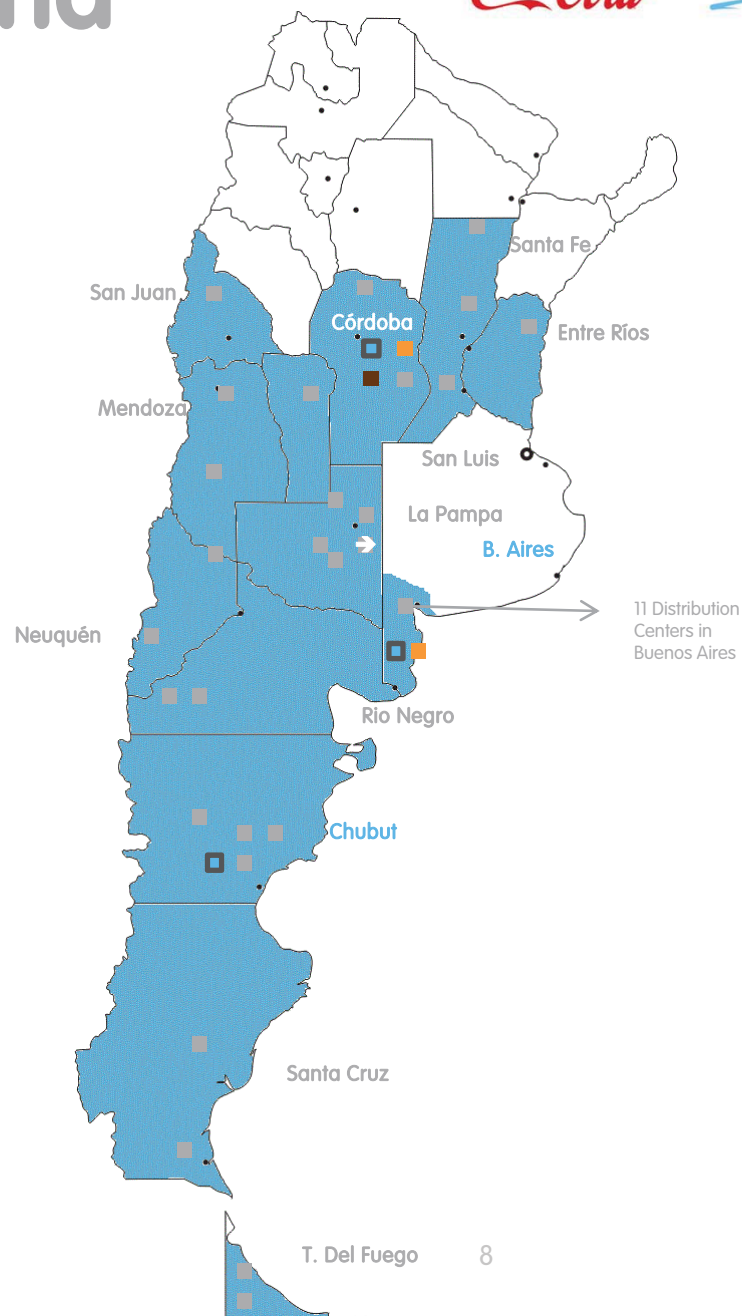 Santa Fe
San Juan
Córdoba
Entre Ríos
Mendoza
San Luis
La Pampa
B. Aires
11 Distribution
Centers in
Buenos Aires
Neuquén
Rio Negro
Chubut
Santa Cruz
T. Del Fuego
8